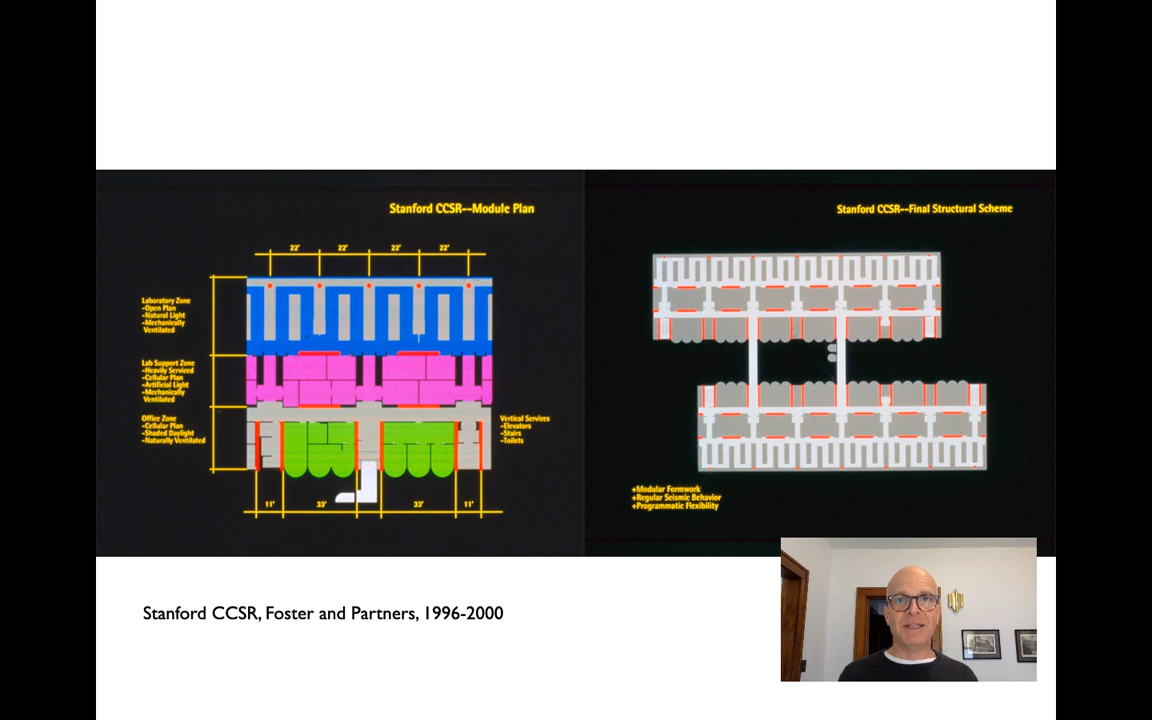 Stanford CCSR--Module Plan
22'
22'
22'
22'
Laboratory Zone
-Open Plan
-Natural Light
-Mechanically
Ventilated
Lab Support Zone
-Heavily Serviced
-Cellular Plan
-Artificial Light
-Mechanically
Ventilated
Office Zone
-Cellular Plan
-Shaded Daylight
-Naturally Ventilated
Vertical Services
-Elevators
-Stairs
-Toilets
11'
33'
33'
11'
Stanford CCSR--Final Structural Scheme
+Modular Formwork
+Regular Seismic Behavior
+Programmatic Flexibility
Stanford CCSR, Foster and Partners, 1996-2000